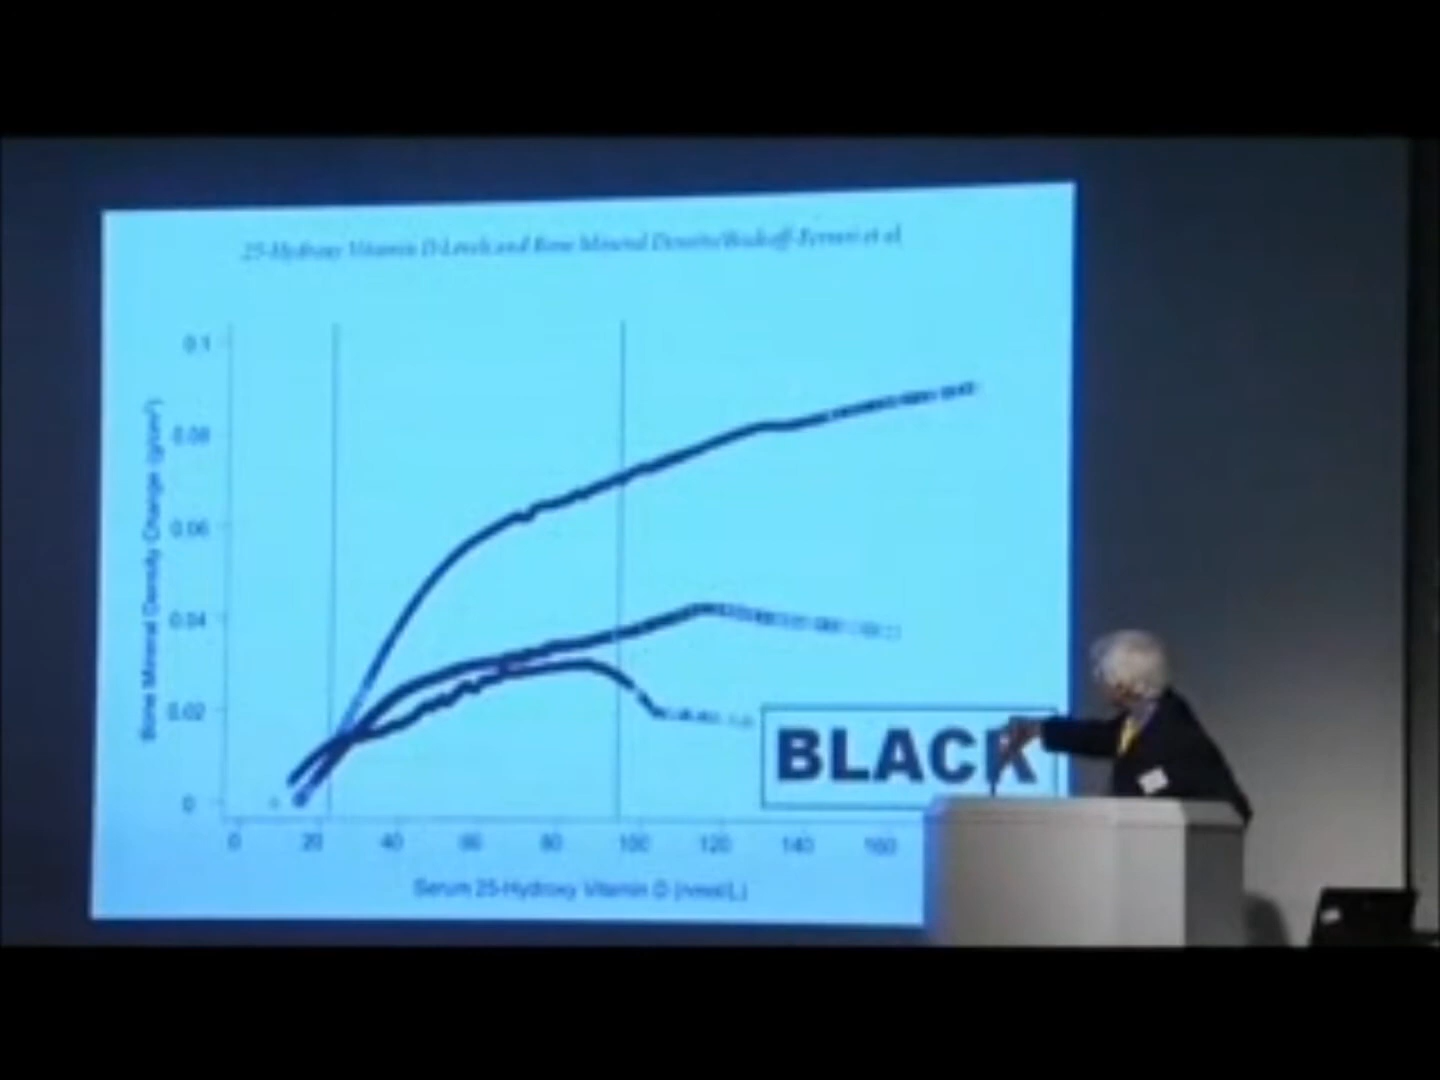 25-Hydroxy Vitamin D Levels and Bone Mineral Density/Bischoff-Ferrari et al
0.1
0.08
0.06
0.04
0.02
0
Bone Mineral Density Change (g/cm²)
0 20 40 60 80 100 120 140 160
Serum 25-Hydroxy Vitamin D (nmol/L)
BLACK